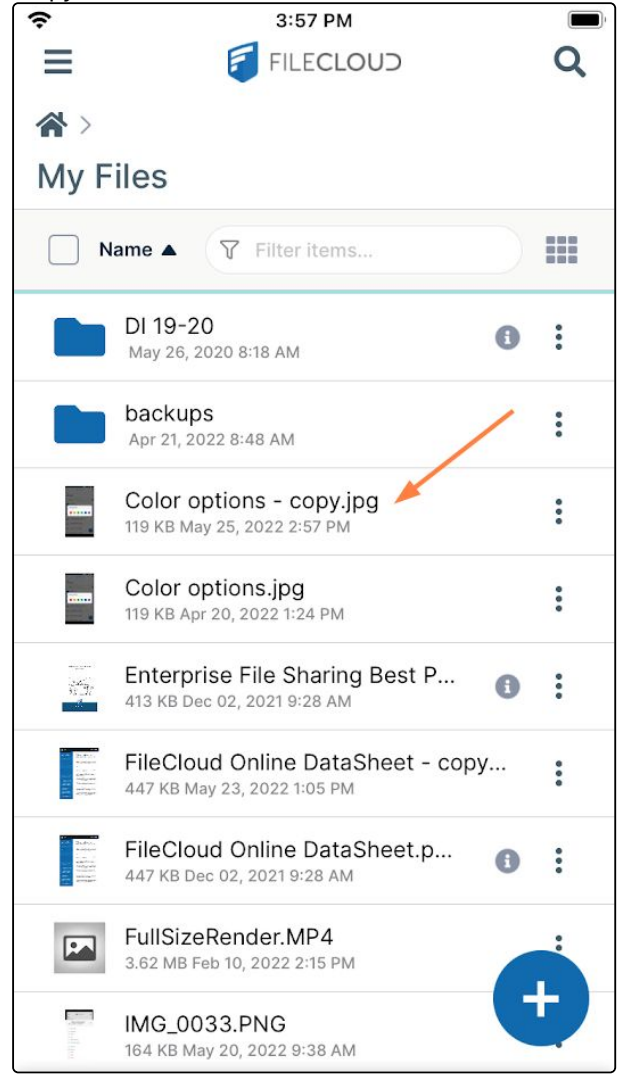 3:57 PM
FILECLOUD
My Files
Name ▲ Filter items...
DI 19-20
May 26, 2020 8:18 AM
backups
Apr 21, 2022 8:48 AM
Color options - copy.jpg
119 KB May 25, 2022 2:57 PM
Color options.jpg
119 KB Apr 20, 2022 1:24 PM
Enterprise File Sharing Best P...
413 KB Dec 02, 2021 9:28 AM
FileCloud Online DataSheet - copy...
447 KB May 23, 2022 1:05 PM
FileCloud Online DataSheet.p...
447 KB Dec 02, 2021 9:28 AM
FullSizeRender.MP4
3.62 MB Feb 10, 2022 2:15 PM
IMG_0033.PNG
164 KB May 20, 2022 9:38 AM